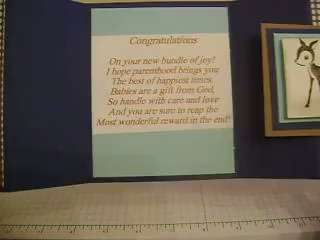 Congratulations
On your new bundle of joy!
I hope parenthood brings you
The best of happiest times.
Babies are a gift from God,
So handle with care and love
And you are sure to reap the
Most wonderful reward in the end!